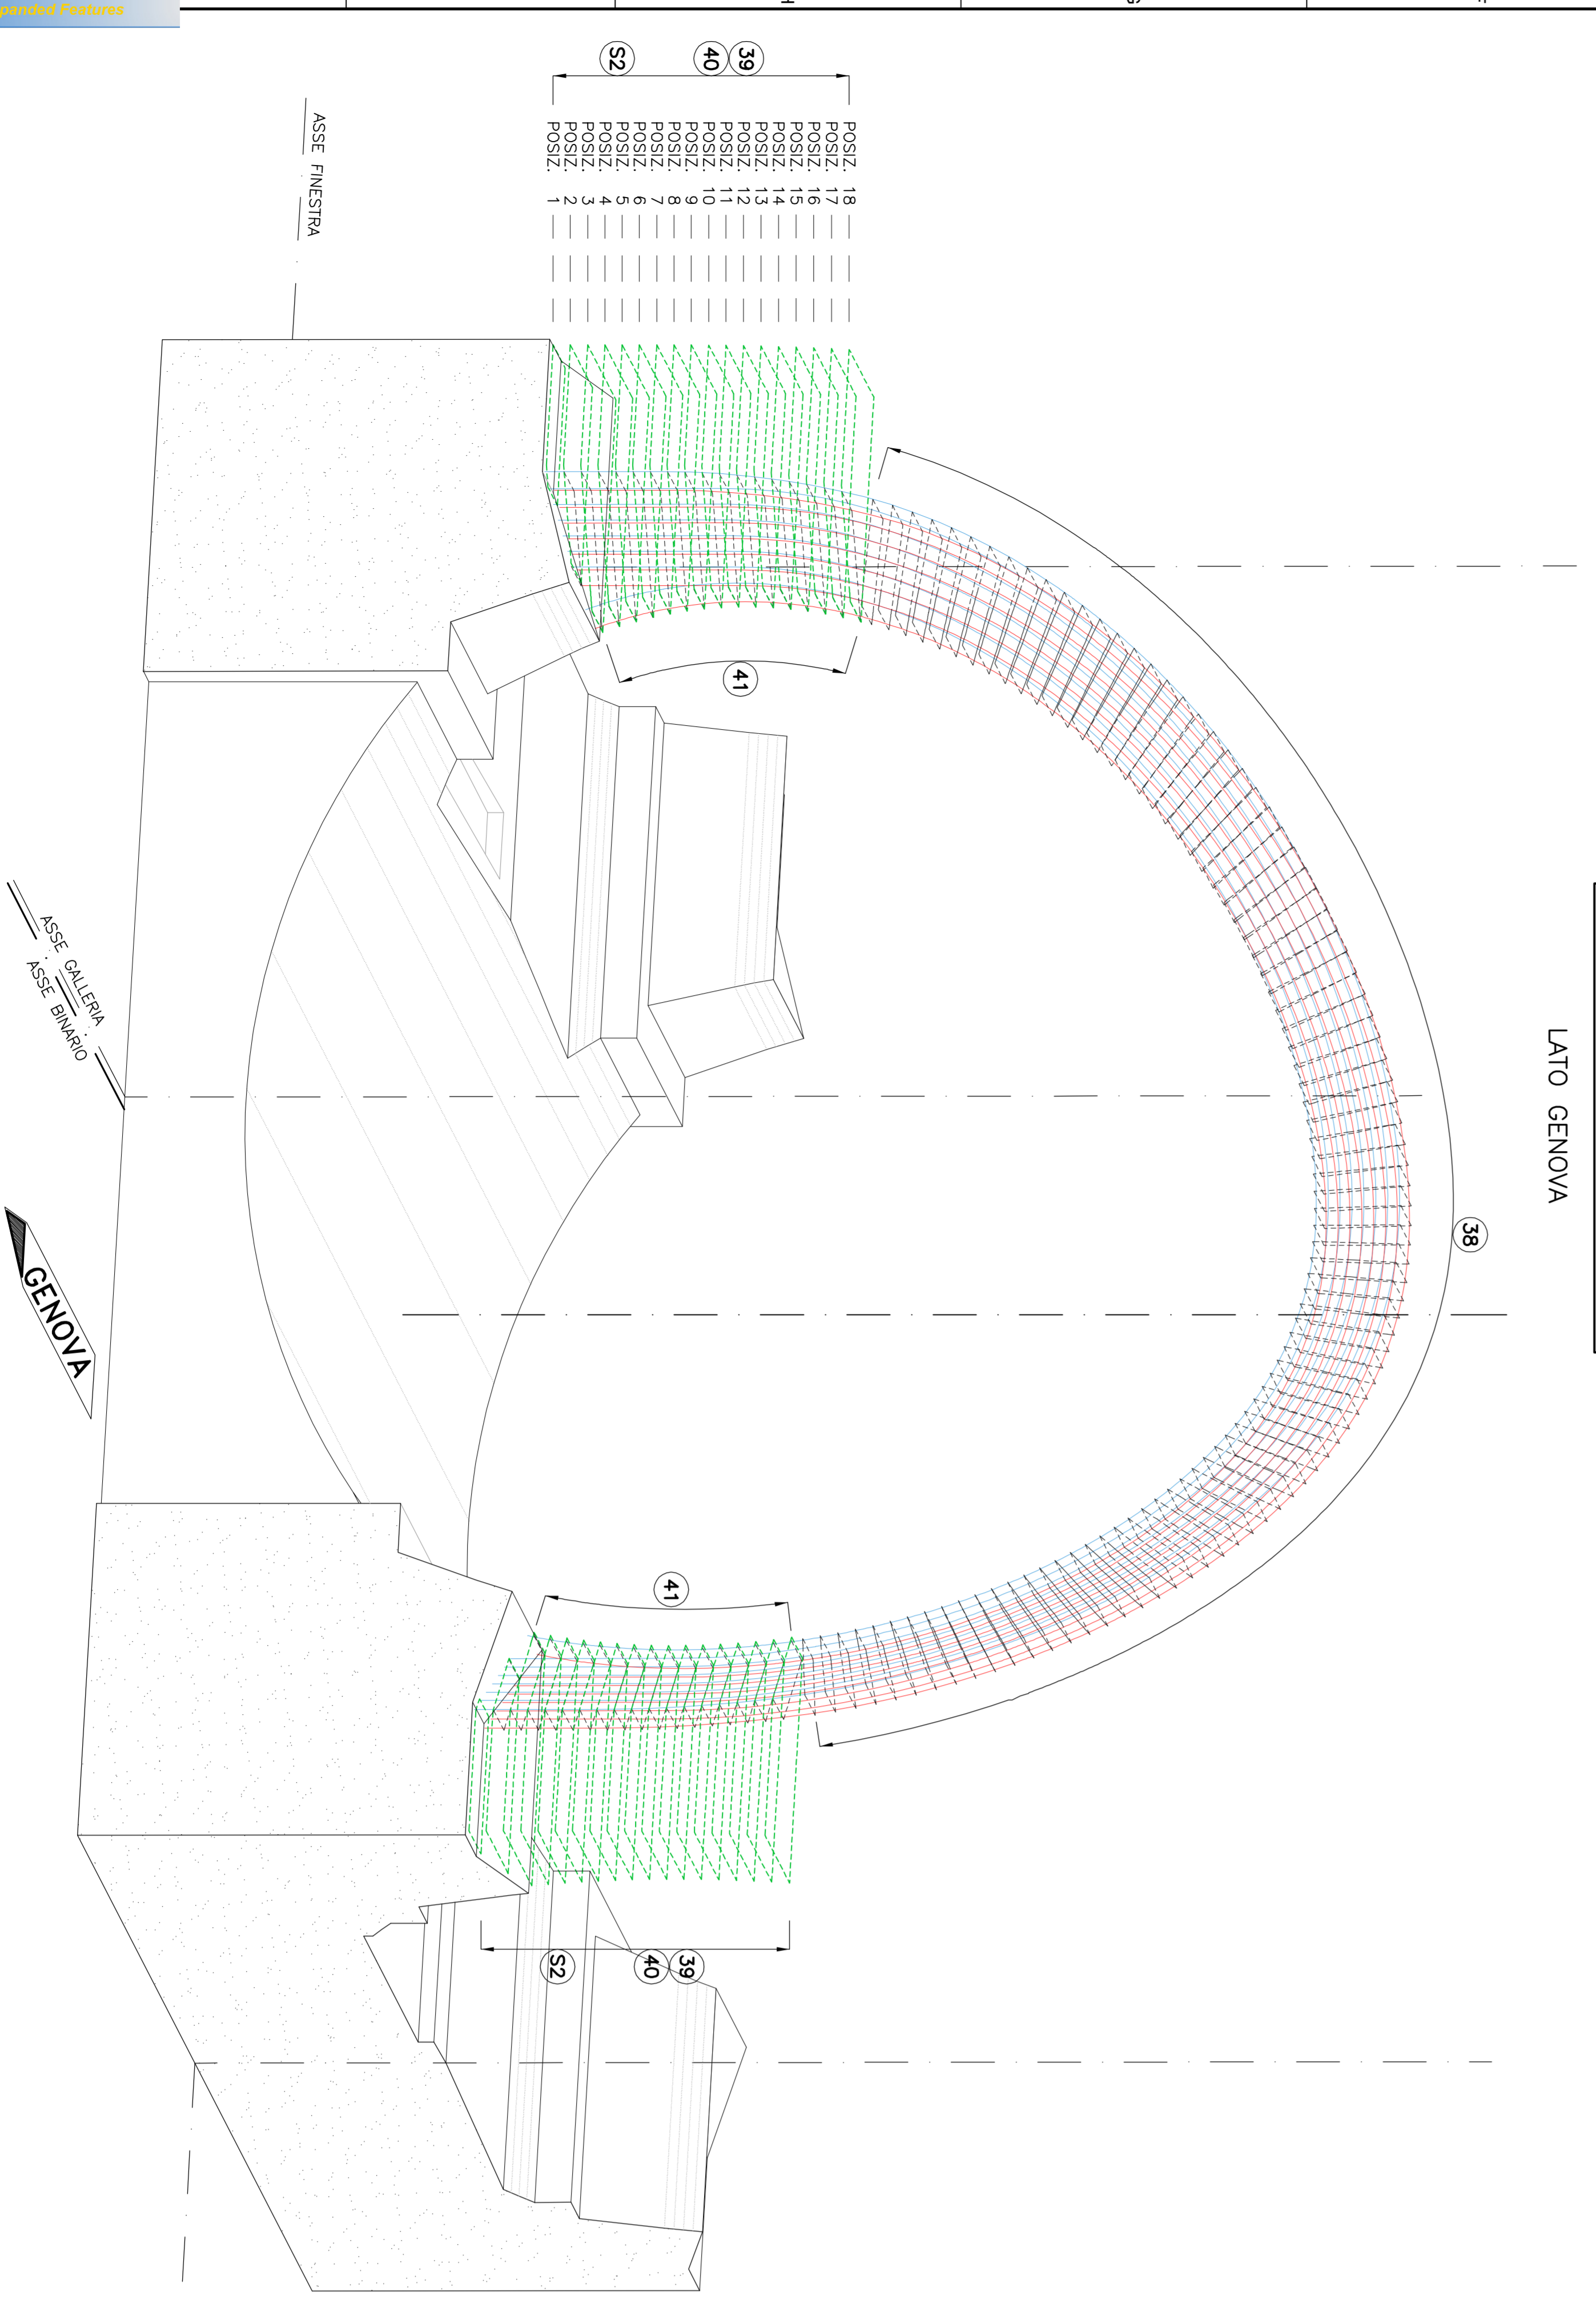 panded Features
H
G
F
LATO GENOVA
38
39
40
S2
POSIZ. 18
POSIZ. 17
POSIZ. 16
POSIZ. 15
POSIZ. 14
POSIZ. 13
POSIZ. 12
POSIZ. 11
POSIZ. 10
POSIZ. 9
POSIZ. 8
POSIZ. 7
POSIZ. 6
POSIZ. 5
POSIZ. 4
POSIZ. 3
POSIZ. 2
POSIZ. 1
41
41
39
40
S2
ASSE FINESTRA
ASSE GALLERIA
ASSE BINARIO
GENOVA